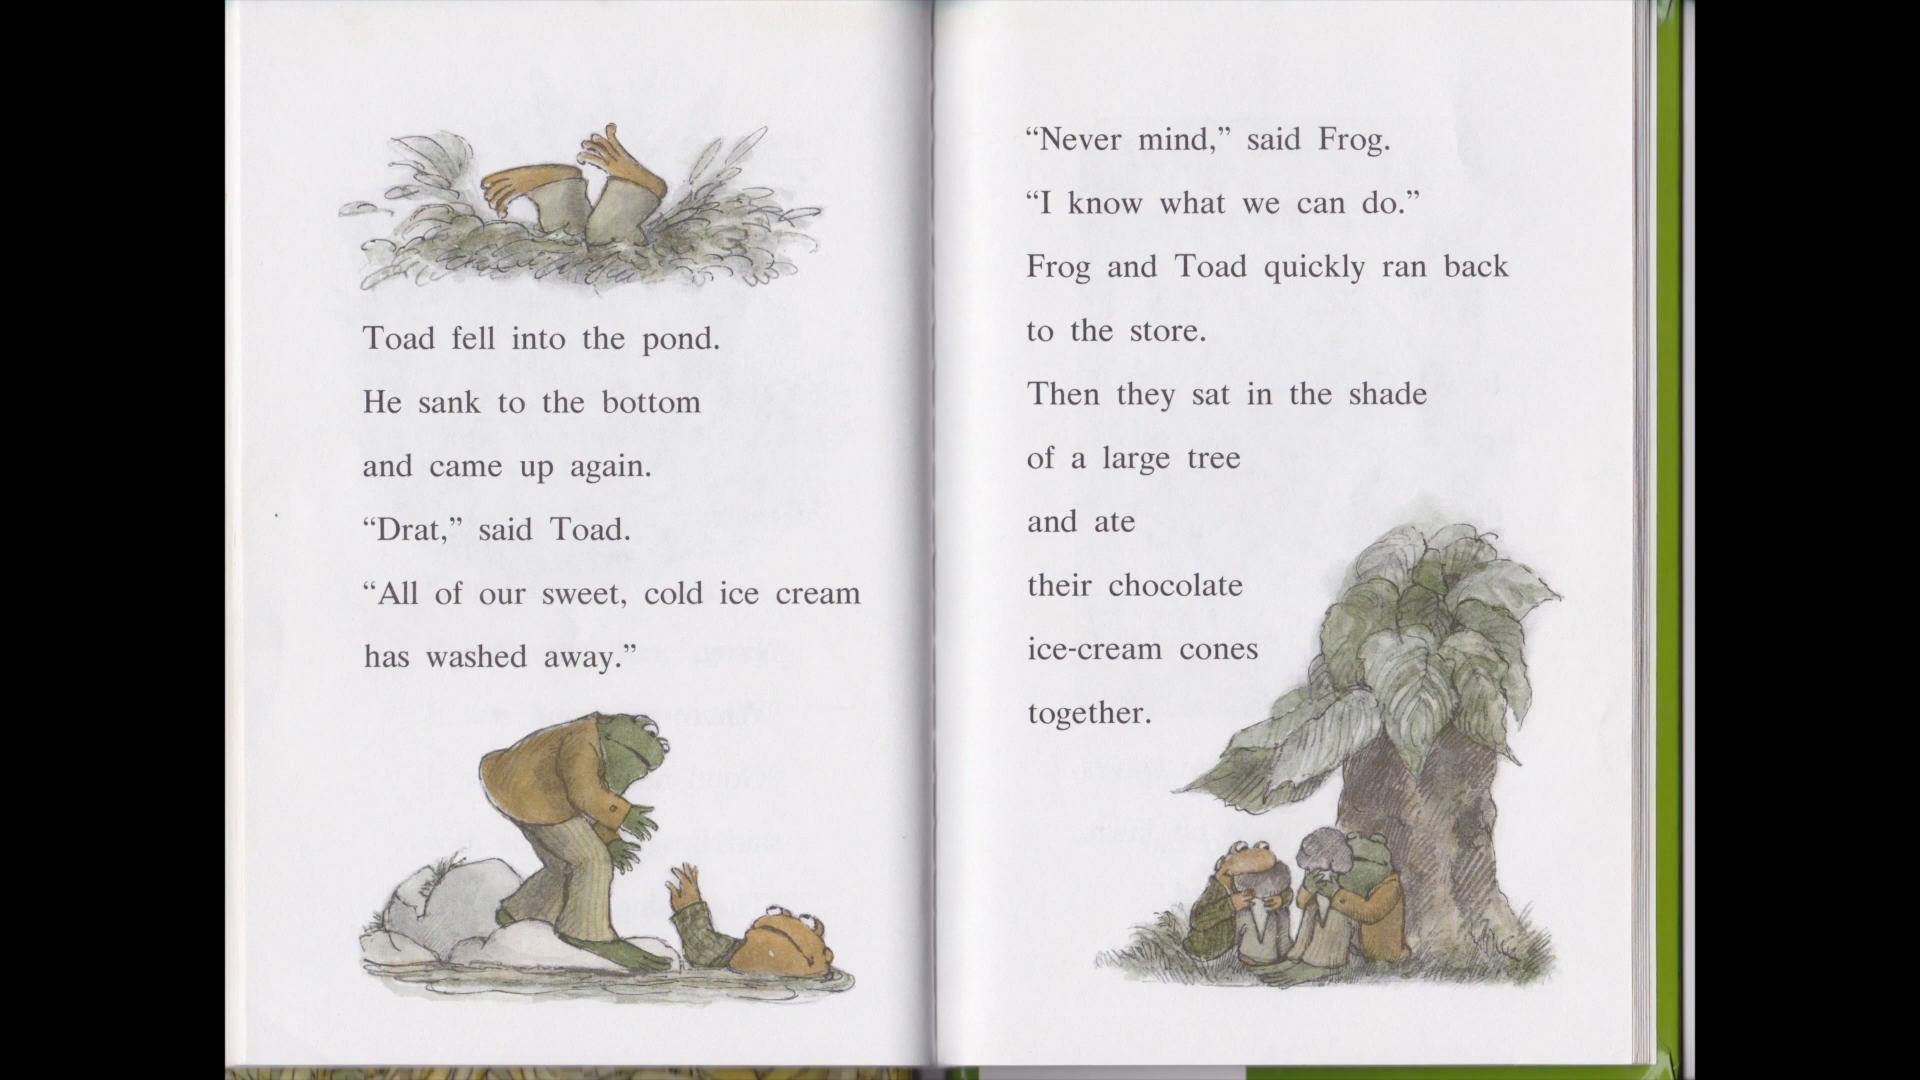 Toad fell into the pond.
He sank to the bottom
and came up again.
“Drat,” said Toad.
“All of our sweet, cold ice cream
has washed away.”
“Never mind,” said Frog.
“I know what we can do.”
Frog and Toad quickly ran back
to the store.
Then they sat in the shade
of a large tree
and ate
their chocolate
ice-cream cones
together.